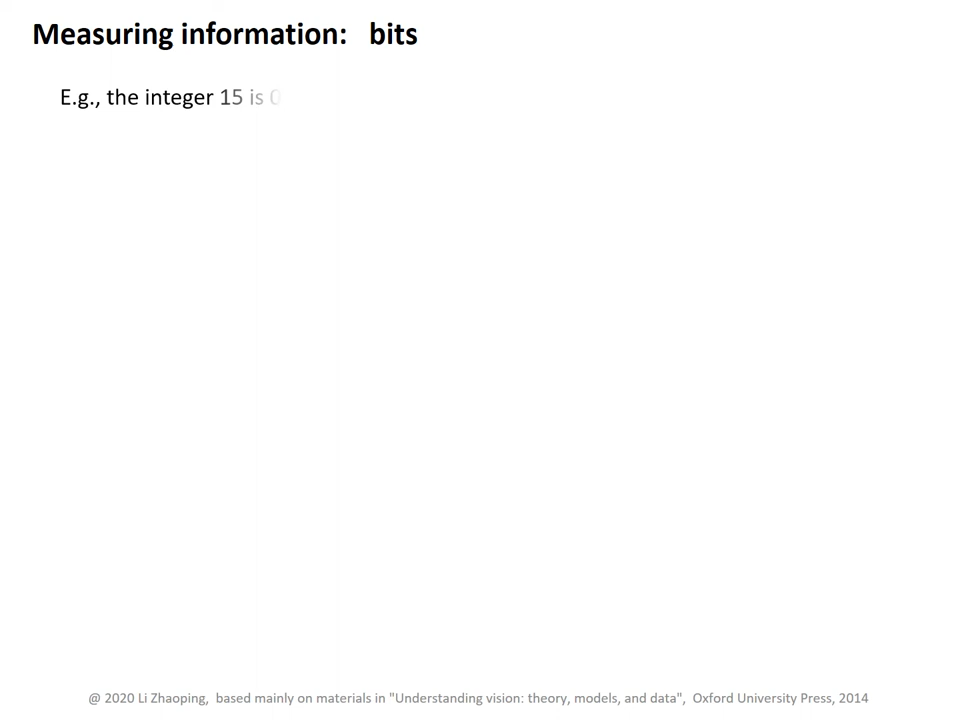 Measuring information: bits
E.g., the integer 15 is 0
@ 2020 Li Zhaoping, based mainly on materials in "Understanding vision: theory, models, and data", Oxford University Press, 2014